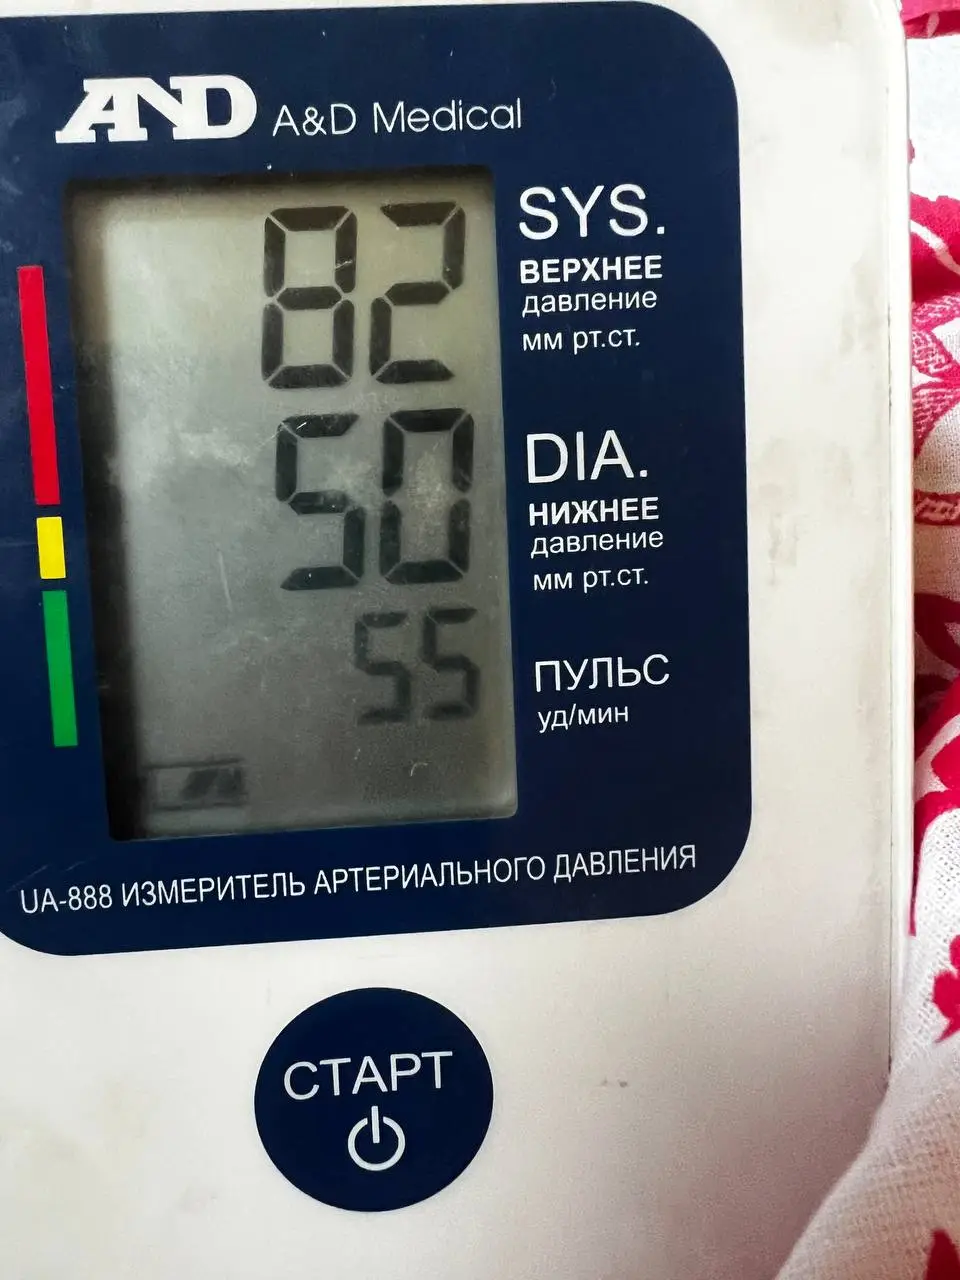 AND A&D Medical
82
SYS.
ВЕРХНЕЕ
давление
мм рт.ст.
50
DIA.
НИЖНЕЕ
давление
мм рт.ст.
55
ПУЛЬС
уд/мин
UA-888 ИЗМЕРИТЕЛЬ АРТЕРИАЛЬНОГО ДАВЛЕНИЯ
СТАРТ